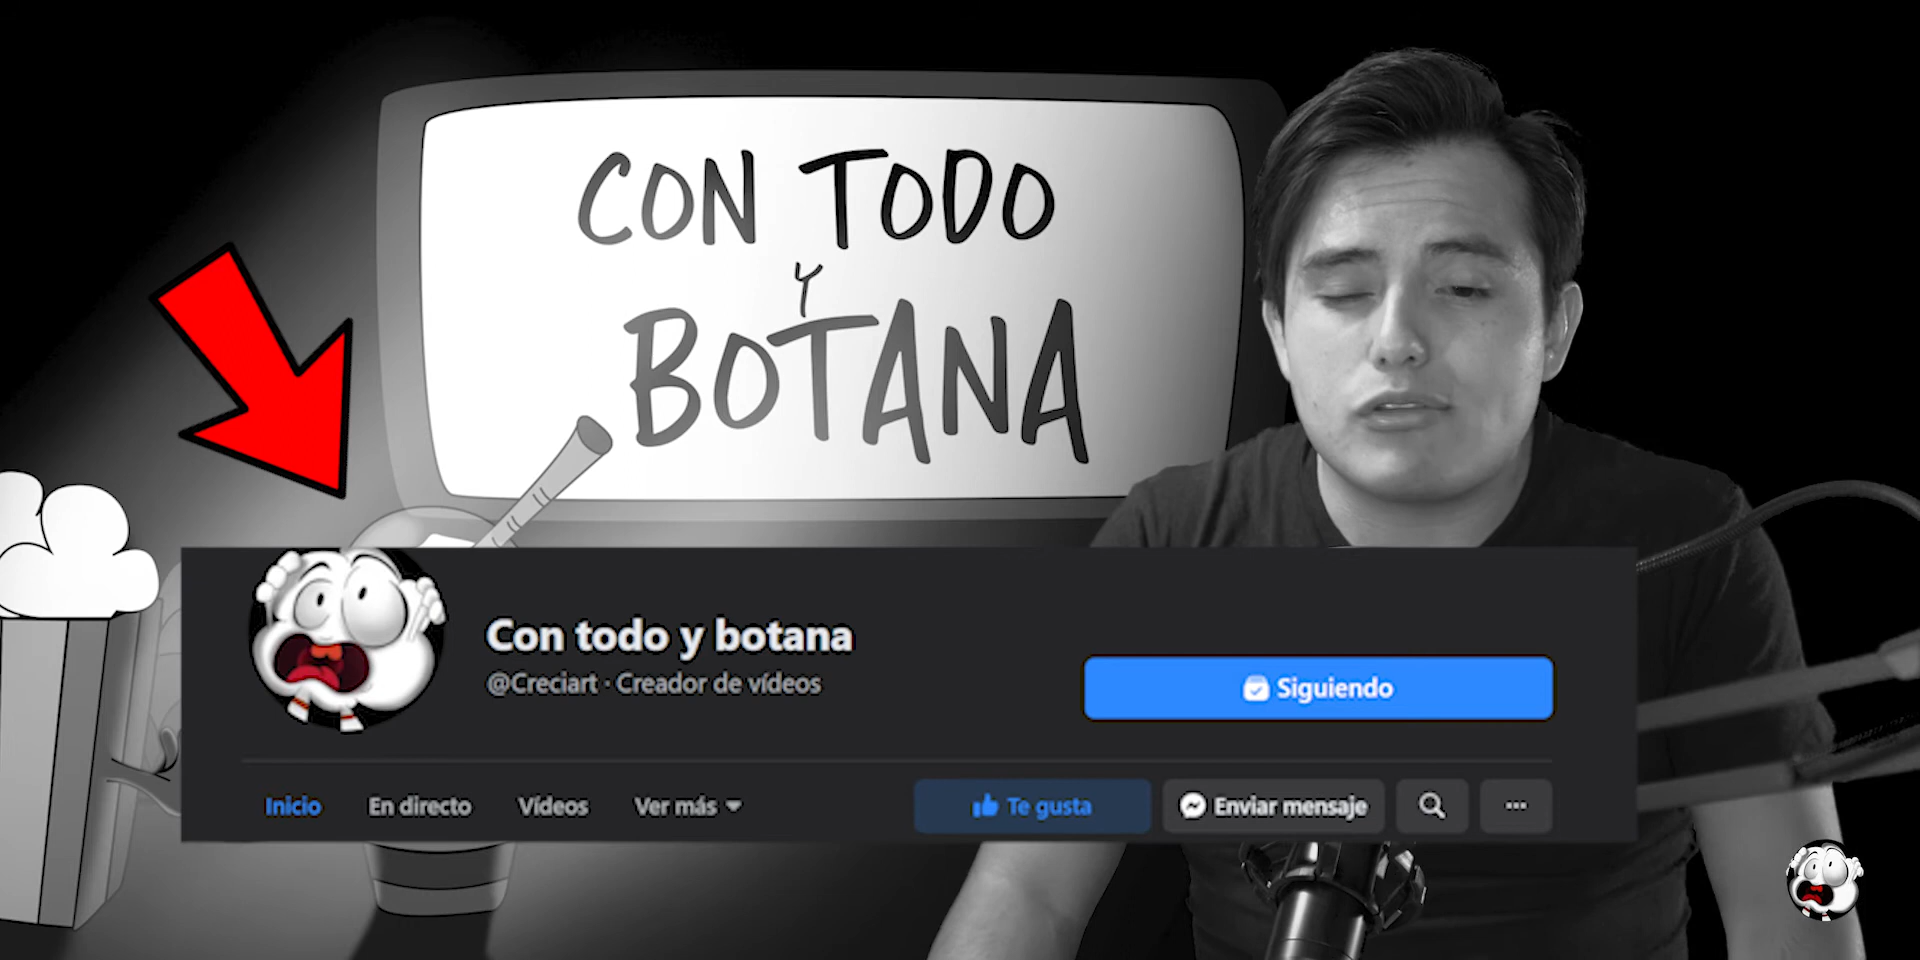 CON TODO
Y
BOTANA
Con todo y botana
@Creciart · Creador de vídeos
Siguiendo
Inicio
En directo
Vídeos
Ver más
Te gusta
Enviar mensaje